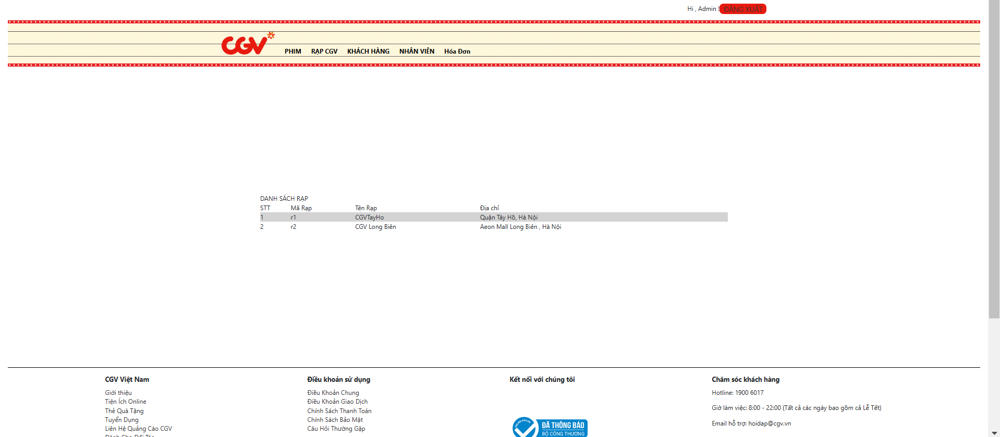 Hi , Admin ! ĐĂNG XUẤT
CGV
PHIM RẠP CGV KHÁCH HÀNG NHÂN VIÊN Hóa Đơn
DANH SÁCH RẠP
STT Mã Rạp Tên Rạp Địa chỉ
1 r1 CGVTayHo Quận Tây Hồ, Hà Nội
2 r2 CGV Long Biên Aeon Mall Long Biên , Hà Nội
CGV Việt Nam
Giới thiệu
Tiện Ích Online
Thẻ Quà Tặng
Tuyển Dụng
Liên Hệ Quảng Cáo CGV
Dành Cho Đối Tác
Điều khoản sử dụng
Điều Khoản Chung
Điều Khoản Giao Dịch
Chính Sách Thanh Toán
Chính Sách Bảo Mật
Câu Hỏi Thường Gặp
Kết nối với chúng tôi
ĐÃ THÔNG BÁO
BỘ CÔNG THƯƠNG
Chăm sóc khách hàng
Hotline: 1900 6017
Giờ làm việc: 8:00 - 22:00 (Tất cả các ngày bao gồm cả Lễ Tết)
Email hỗ trợ: hoidap@cgv.vn